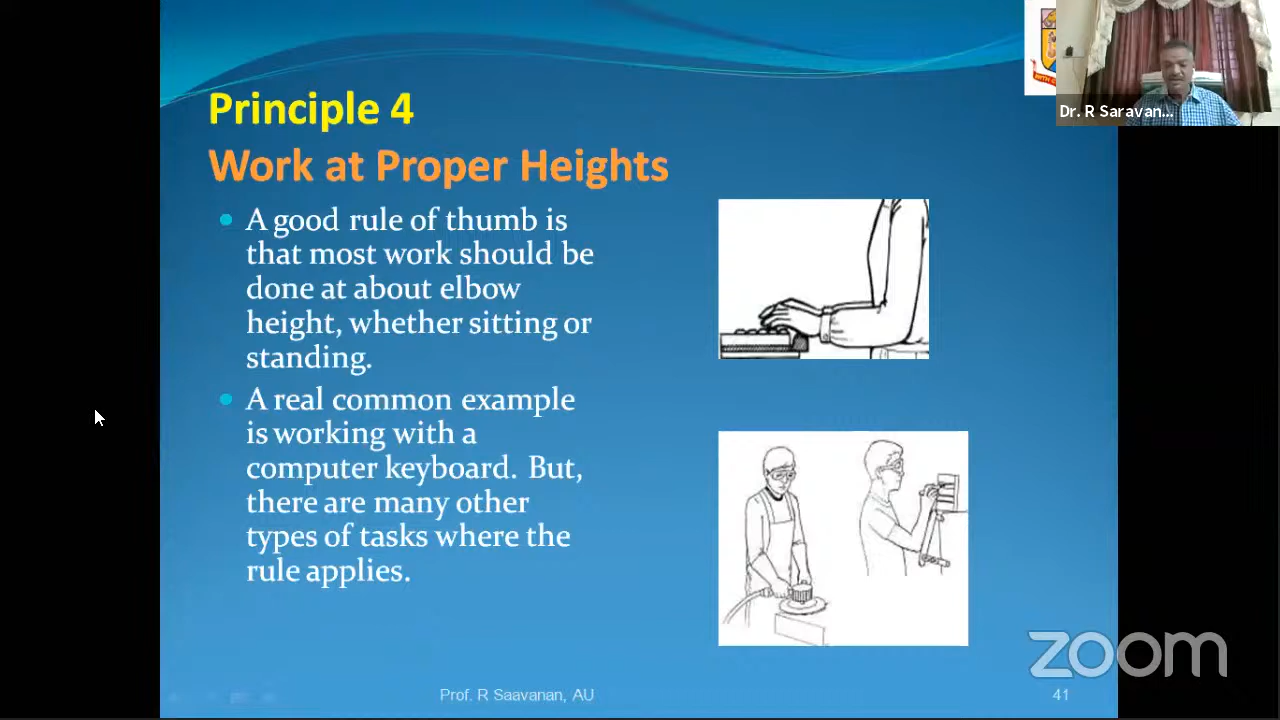 Principle 4
Work at Proper Heights
A good rule of thumb is
that most work should be
done at about elbow
height, whether sitting or
standing.
A real common example
is working with a
computer keyboard. But,
there are many other
types of tasks where the
rule applies.
Dr. R Saravan...
zoom
Prof. R Saavanan, AU
41